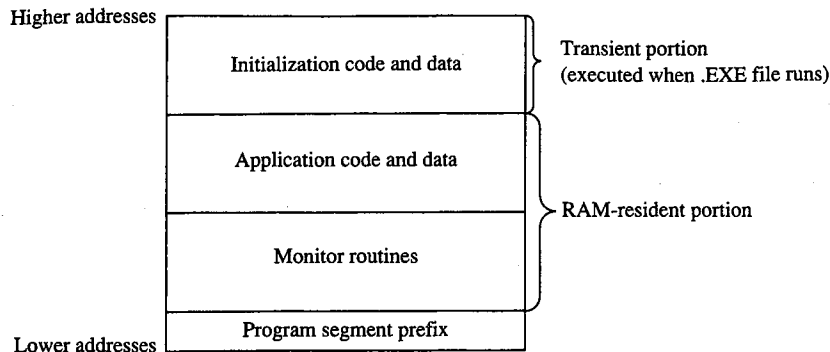 Higher addresses
Initialization code and data
Transient portion
(executed when .EXE file runs)
Application code and data
RAM-resident portion
Monitor routines
Program segment prefix
Lower addresses